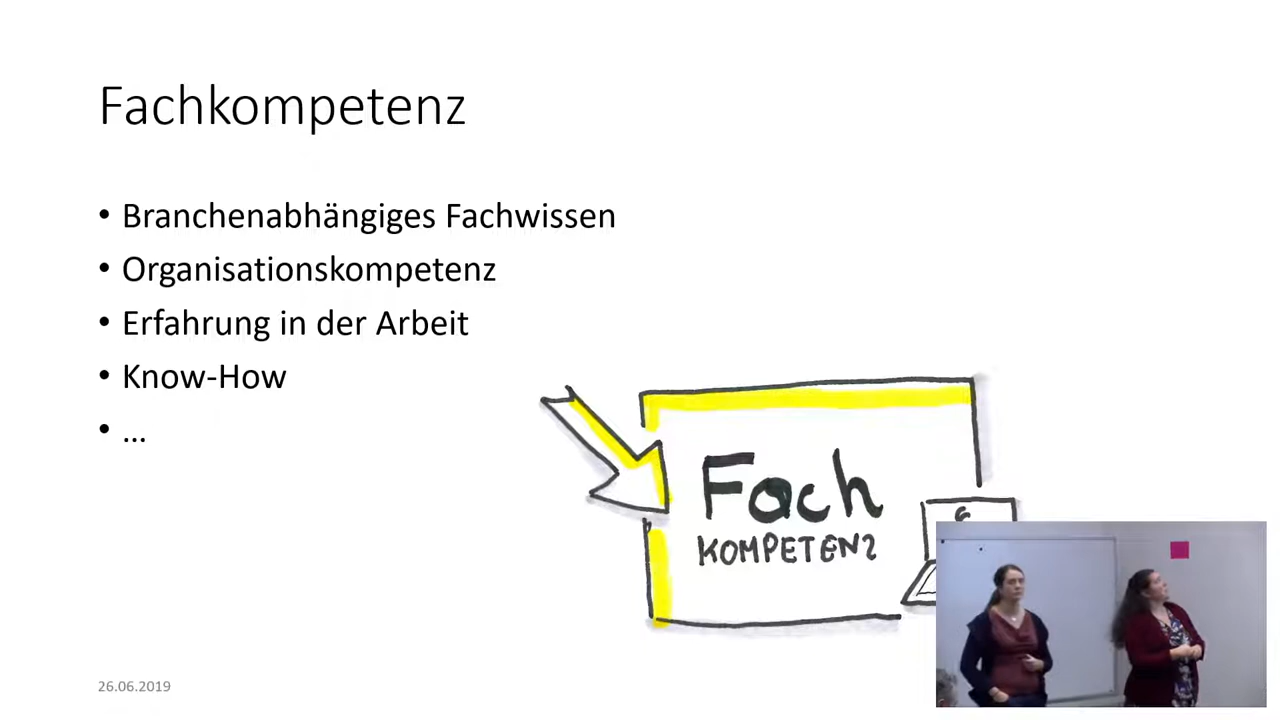 Fachkompetenz
• Branchenabhängiges Fachwissen
• Organisationskompetenz
• Erfahrung in der Arbeit
• Know-How
• ...
Fach
KOMPETENZ
26.06.2019